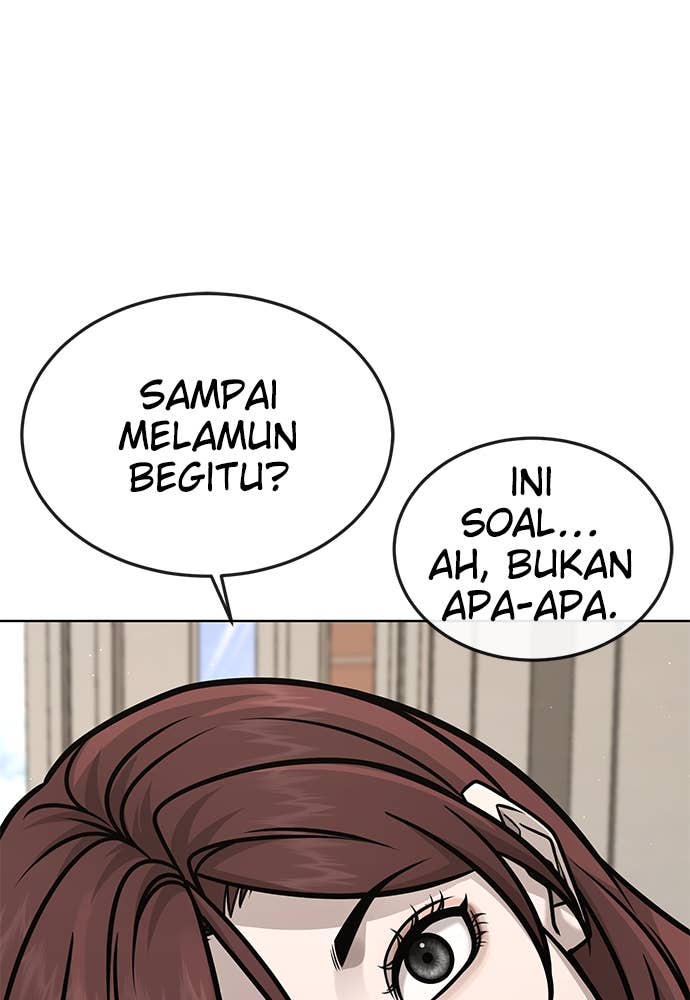 SAMPAI
MELAMUN
BEGITU?
INI
SOAL...
AH, BUKAN
APA-APA.